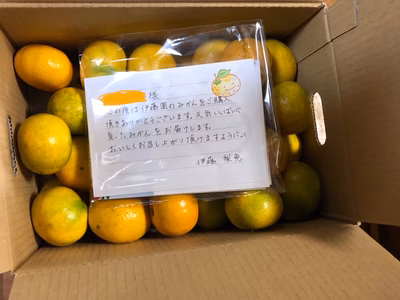 様
この度は伊藤園のみかんをご購入
頂きありがとうございます。元気いっぱいに
育ったみかんをお届けします。
おいしくお召し上がり頂けますように。
伊藤